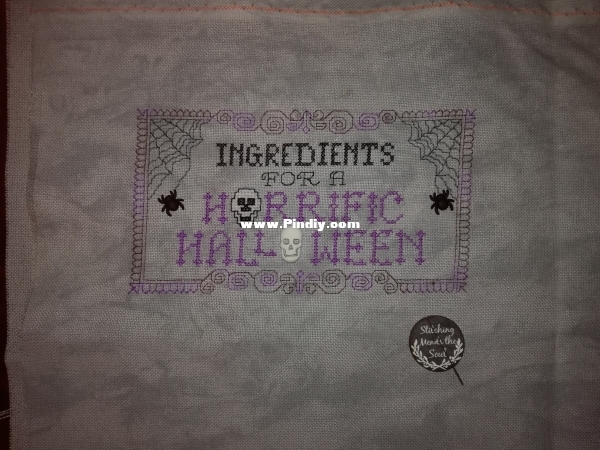 INGREDIENTS
FOR A
HORRIFIC
www.Pindiy.com
HALLOWEEN
Stitching
Mends the
Soul